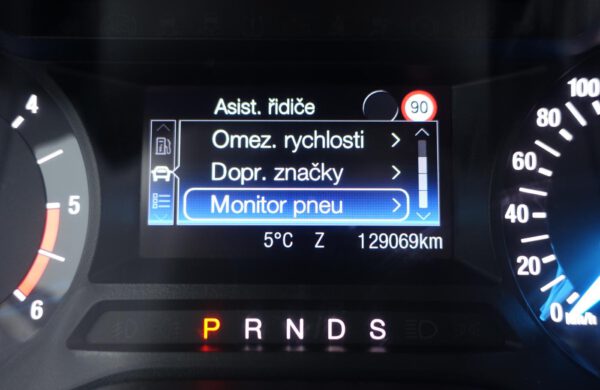 Asist. řidiče 90
Omez. rychlosti
Dopr. značky
Monitor pneu
5°C Z 129069km
4
5
6
100
80
60
40
20
0
km/h
P R N D S